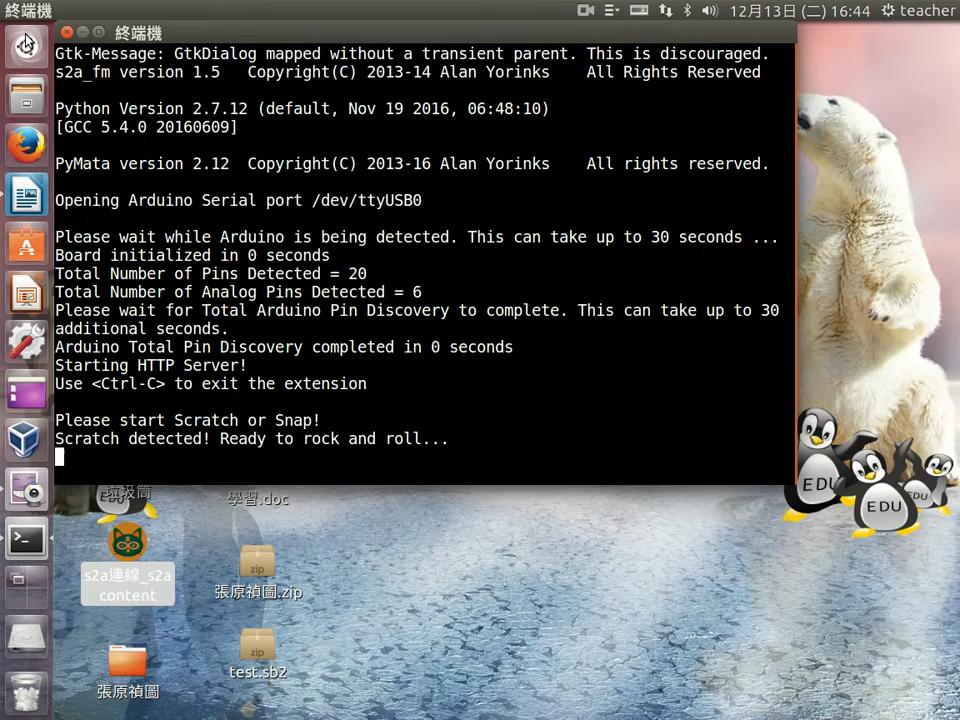 終端機
12月13日 (二) 16:44
teacher
終端機
Gtk-Message: GtkDialog mapped without a transient parent. This is discouraged.
s2a_fm version 1.5   Copyright(C) 2013-14 Alan Yorinks    All Rights Reserved
Python Version 2.7.12 (default, Nov 19 2016, 06:48:10)
[GCC 5.4.0 20160609]
PyMata version 2.12  Copyright(C) 2013-16 Alan Yorinks    All rights reserved.
Opening Arduino Serial port /dev/ttyUSB0
Please wait while Arduino is being detected. This can take up to 30 seconds ...
Board initialized in 0 seconds
Total Number of Pins Detected = 20
Total Number of Analog Pins Detected = 6
Please wait for Total Arduino Pin Discovery to complete. This can take up to 30
additional seconds.
Arduino Total Pin Discovery completed in 0 seconds
Starting HTTP Server!
Use <Ctrl-C> to exit the extension
Please start Scratch or Snap!
Scratch detected! Ready to rock and roll...
EDU
EDU
EDU
垃圾筒
EDU
學習.doc
s2a連線_s2a
content
zip
張原禎圖.zip
張原禎圖
zip
test.sb2